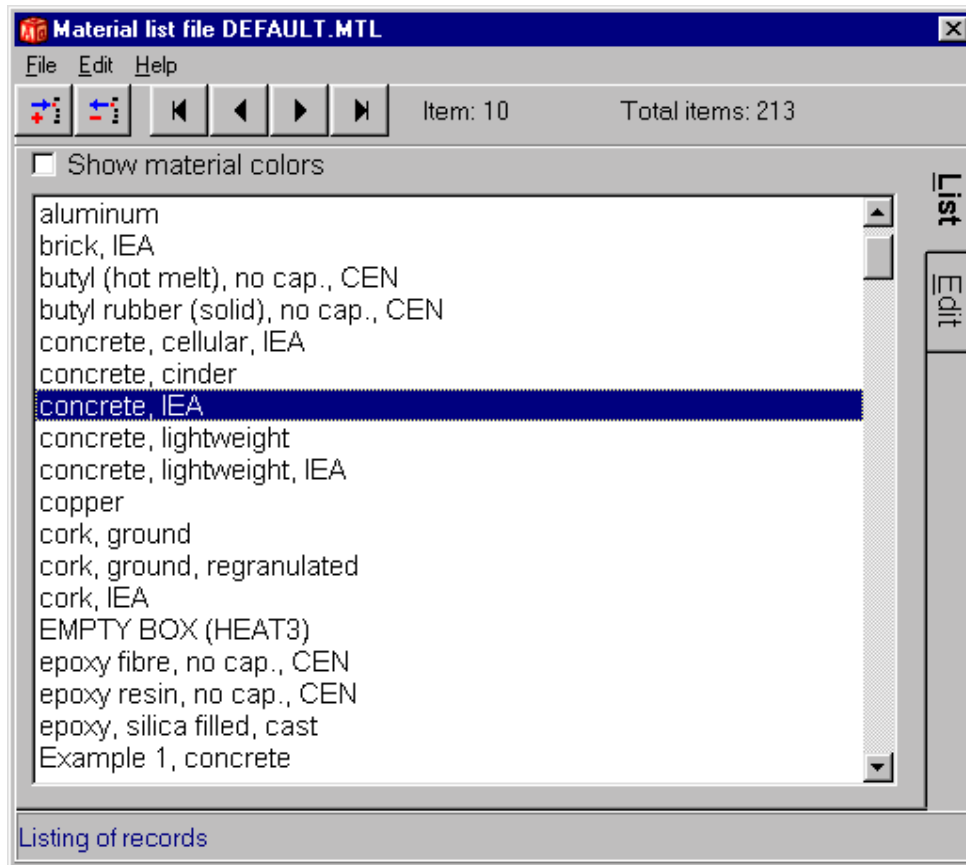 Material list file DEFAULT.MTL
File Edit Help
Item: 10 Total items: 213
Show material colors
List
Edit
aluminum
brick, IEA
butyl (hot melt), no cap., CEN
butyl rubber (solid), no cap., CEN
concrete, cellular, IEA
concrete, cinder
concrete, IEA
concrete, lightweight
concrete, lightweight, IEA
copper
cork, ground
cork, ground, regranulated
cork, IEA
EMPTY BOX (HEAT3)
epoxy fibre, no cap., CEN
epoxy resin, no cap., CEN
epoxy, silica filled, cast
Example 1, concrete
Listing of records